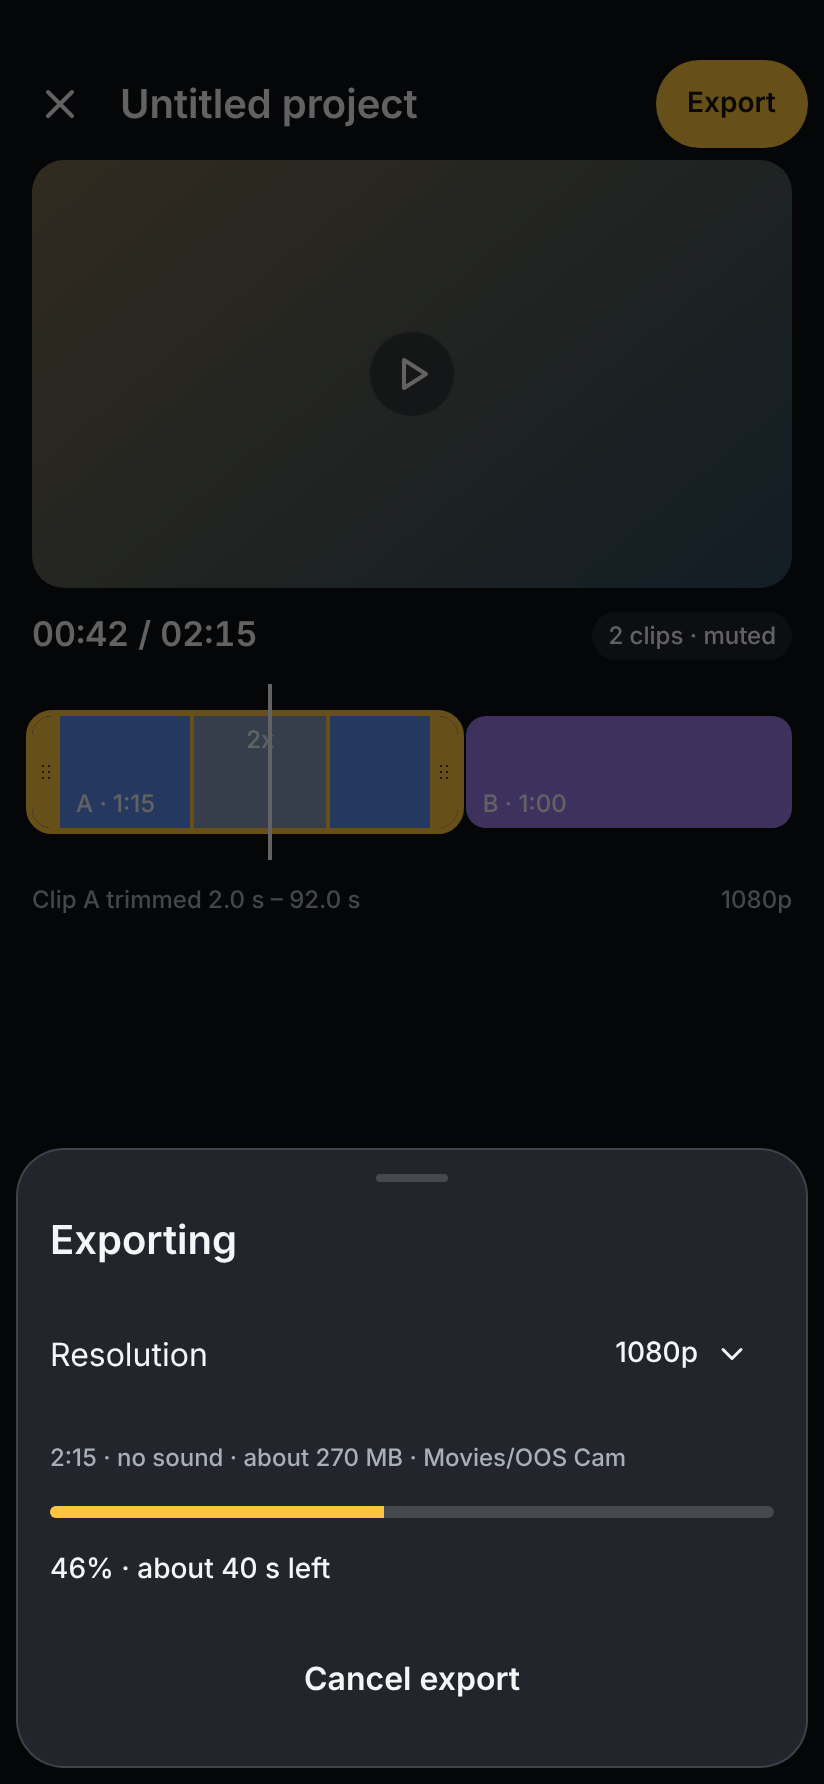 Untitled project
Export
00:42 / 02:15
2 clips · muted
2x
A · 1:15
B · 1:00
Clip A trimmed 2.0 s – 92.0 s
1080p
Exporting
Resolution
1080p
2:15 · no sound · about 270 MB · Movies/OOS Cam
46% · about 40 s left
Cancel export